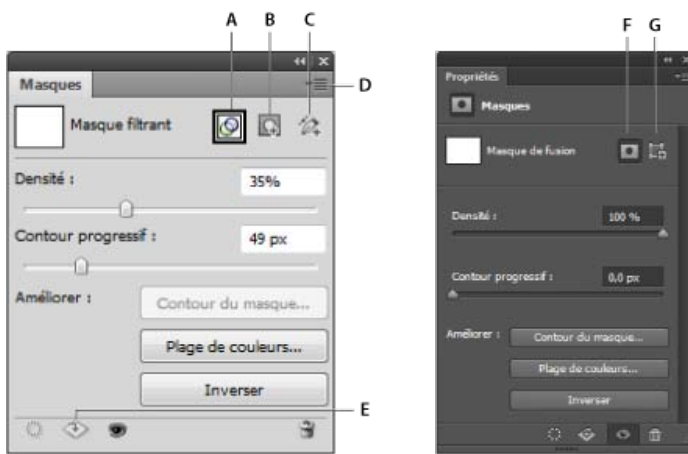 A B C
Masques
D
Masque filtrant
Densité :
35%
Contour progressif :
49 px
Améliorer :
Contour du masque...
Plage de couleurs...
Inverser
E
F G
Propriétés
Masques
Masque de fusion
Densité :
100 %
Contour progressif :
0,0 px
Améliorer :
Contour du masque...
Plage de couleurs...
Inverser